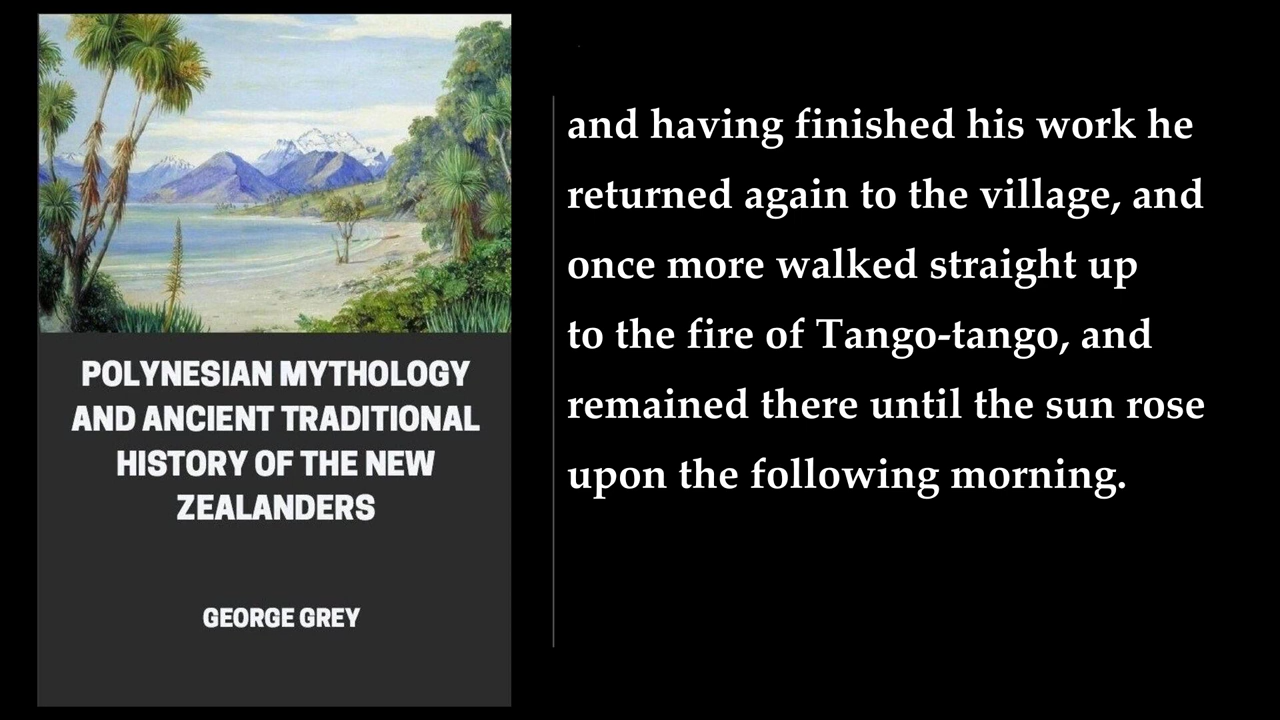 POLYNESIAN MYTHOLOGY
AND ANCIENT TRADITIONAL
HISTORY OF THE NEW
ZEALANDERS
GEORGE GREY
and having finished his work he
returned again to the village, and
once more walked straight up
to the fire of Tango-tango, and
remained there until the sun rose
upon the following morning.